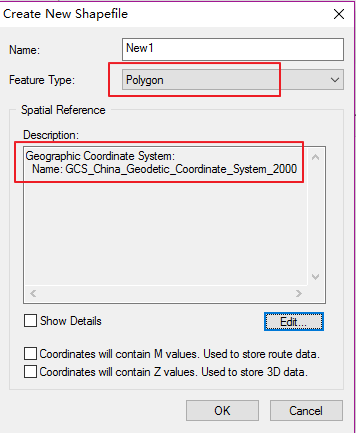 Create New Shapefile
Name: New1
Feature Type: Polygon
Spatial Reference
Description:
Geographic Coordinate System:
Name: GCS_China_Geodetic_Coordinate_System_2000
Show Details
Edit...
Coordinates will contain M values. Used to store route data.
Coordinates will contain Z values. Used to store 3D data.
OK Cancel